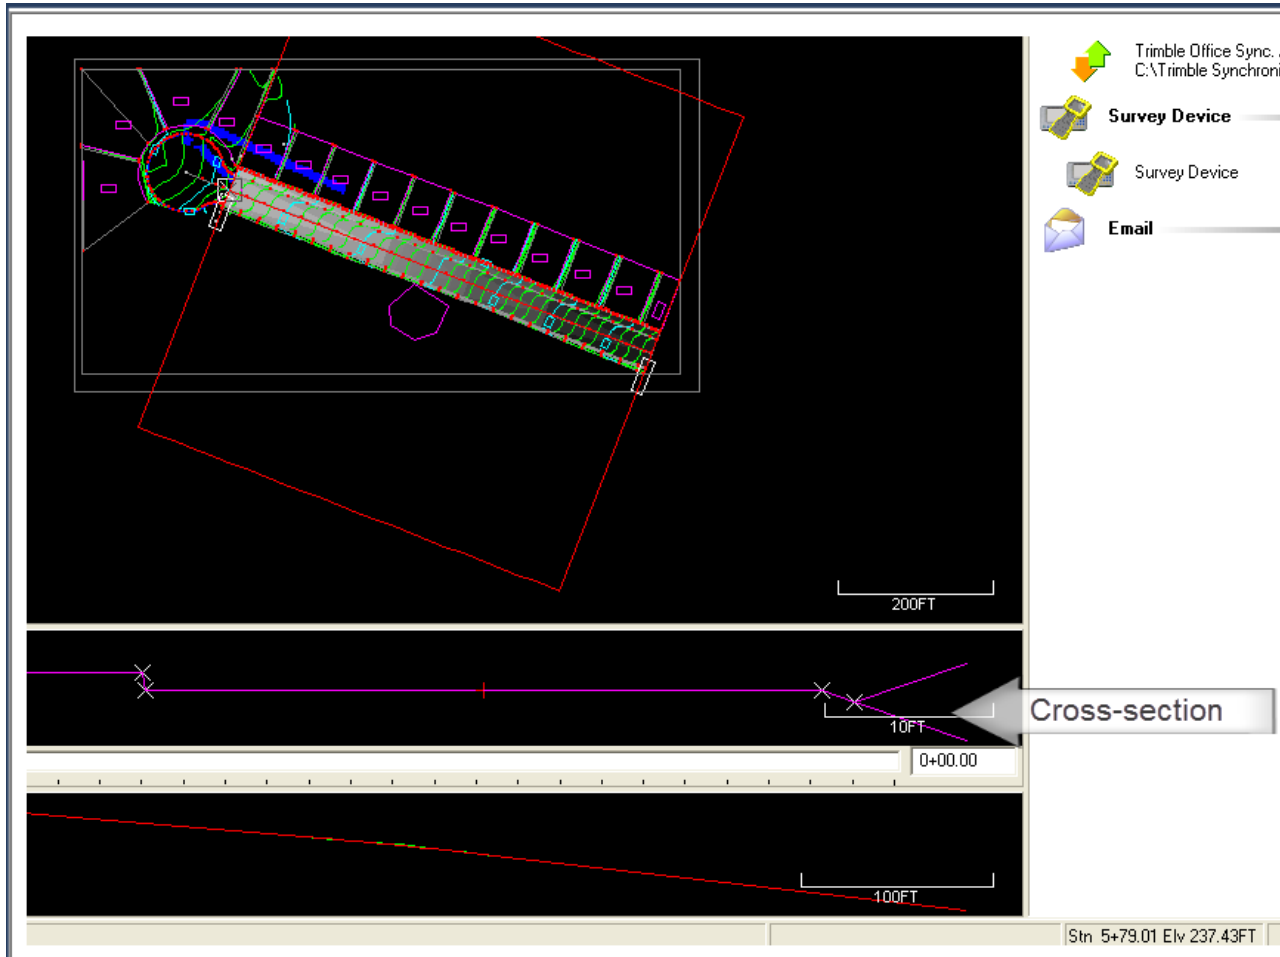 Trimble Office Sync.
C:\Trimble Synchroni
Survey Device
Survey Device
Email
200FT
Cross-section
10FT
0+00.00
100FT
Stn 5+79.01 Elv 237.43FT